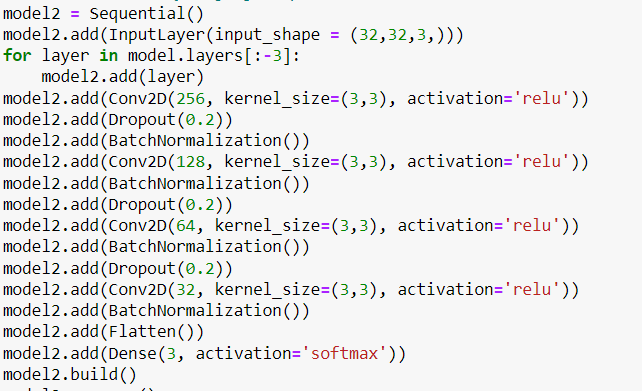 model2 = Sequential()
model2.add(InputLayer(input_shape = (32,32,3,)))
for layer in model.layers[:-3]:
    model2.add(layer)
model2.add(Conv2D(256, kernel_size=(3,3), activation='relu'))
model2.add(Dropout(0.2))
model2.add(BatchNormalization())
model2.add(Conv2D(128, kernel_size=(3,3), activation='relu'))
model2.add(BatchNormalization())
model2.add(Dropout(0.2))
model2.add(Conv2D(64, kernel_size=(3,3), activation='relu'))
model2.add(BatchNormalization())
model2.add(Dropout(0.2))
model2.add(Conv2D(32, kernel_size=(3,3), activation='relu'))
model2.add(BatchNormalization())
model2.add(Flatten())
model2.add(Dense(3, activation='softmax'))
model2.build()